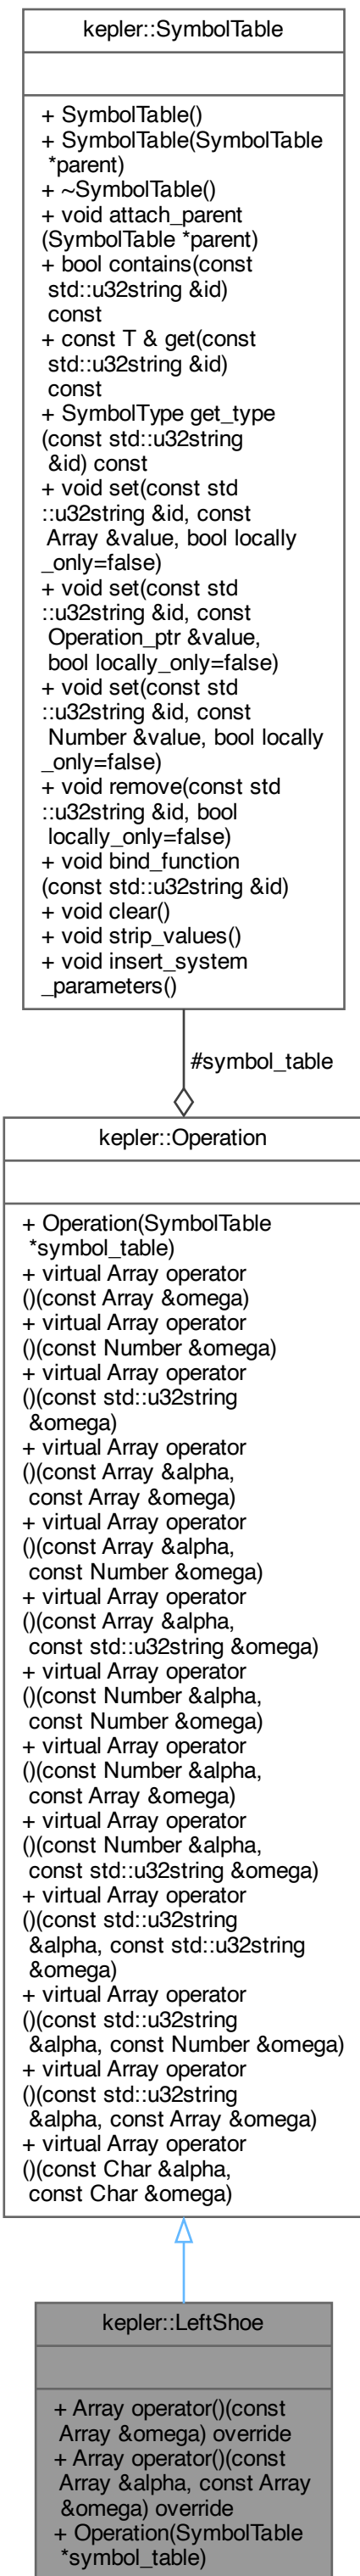 kepler::SymbolTable
+ SymbolTable()
+ SymbolTable(SymbolTable
*parent)
+ ~SymbolTable()
+ void attach_parent
(SymbolTable *parent)
+ bool contains(const
std::u32string &id)
const
+ const T & get(const
std::u32string &id)
const
+ SymbolType get_type
(const std::u32string
&id) const
+ void set(const std
::u32string &id, const
Array &value, bool locally
_only=false)
+ void set(const std
::u32string &id, const
Operation_ptr &value,
bool locally_only=false)
+ void set(const std
::u32string &id, const
Number &value, bool locally
_only=false)
+ void remove(const std
::u32string &id, bool
locally_only=false)
+ void bind_function
(const std::u32string &id)
+ void clear()
+ void strip_values()
+ void insert_system
_parameters()
#symbol_table
kepler::Operation
+ Operation(SymbolTable
*symbol_table)
+ virtual Array operator
()(const Array &omega)
+ virtual Array operator
()(const Number &omega)
+ virtual Array operator
()(const std::u32string
&omega)
+ virtual Array operator
()(const Array &alpha,
const Array &omega)
+ virtual Array operator
()(const Array &alpha,
const Number &omega)
+ virtual Array operator
()(const Array &alpha,
const std::u32string &omega)
+ virtual Array operator
()(const Number &alpha,
const Number &omega)
+ virtual Array operator
()(const Number &alpha,
const Array &omega)
+ virtual Array operator
()(const Number &alpha,
const std::u32string &omega)
+ virtual Array operator
()(const std::u32string
&alpha, const std::u32string
&omega)
+ virtual Array operator
()(const std::u32string
&alpha, const Number &omega)
+ virtual Array operator
()(const std::u32string
&alpha, const Array &omega)
+ virtual Array operator
()(const Char &alpha,
const Char &omega)
kepler::LeftShoe
+ Array operator()(const
Array &omega) override
+ Array operator()(const
Array &alpha, const Array
&omega) override
+ Operation(SymbolTable
*symbol_table)